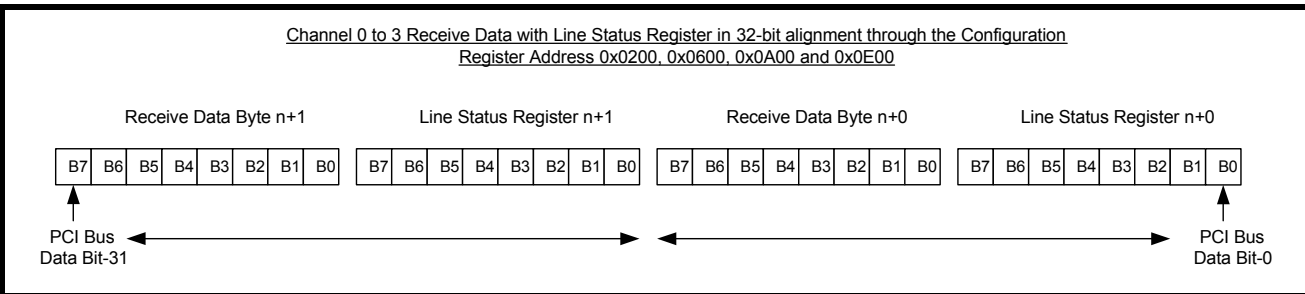 Channel 0 to 3 Receive Data with Line Status Register in 32-bit alignment through the Configuration
Register Address 0x0200, 0x0600, 0x0A00 and 0x0E00
Receive Data Byte n+1 Line Status Register n+1 Receive Data Byte n+0 Line Status Register n+0
B7 B6 B5 B4 B3 B2 B1 B0 B7 B6 B5 B4 B3 B2 B1 B0 B7 B6 B5 B4 B3 B2 B1 B0 B7 B6 B5 B4 B3 B2 B1 B0
PCI Bus
Data Bit-31
PCI Bus
Data Bit-0